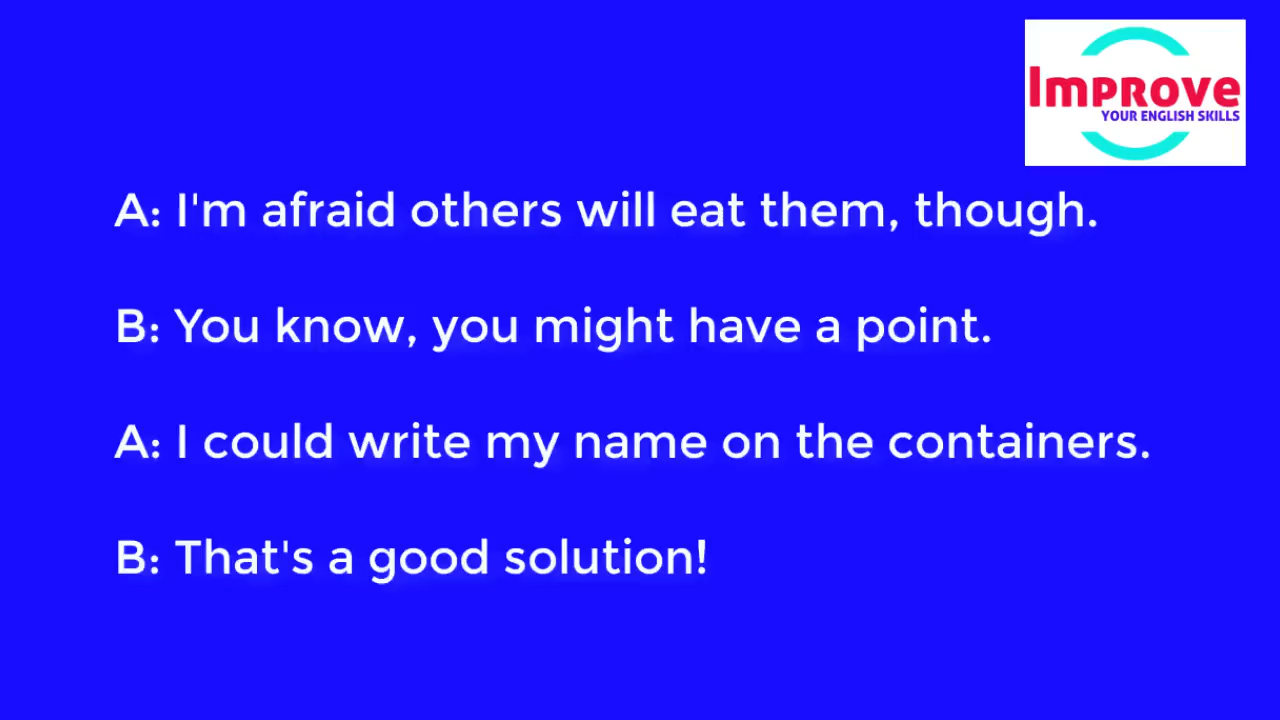 Improve
YOUR ENGLISH SKILLS
A: I'm afraid others will eat them, though.
B: You know, you might have a point.
A: I could write my name on the containers.
B: That's a good solution!